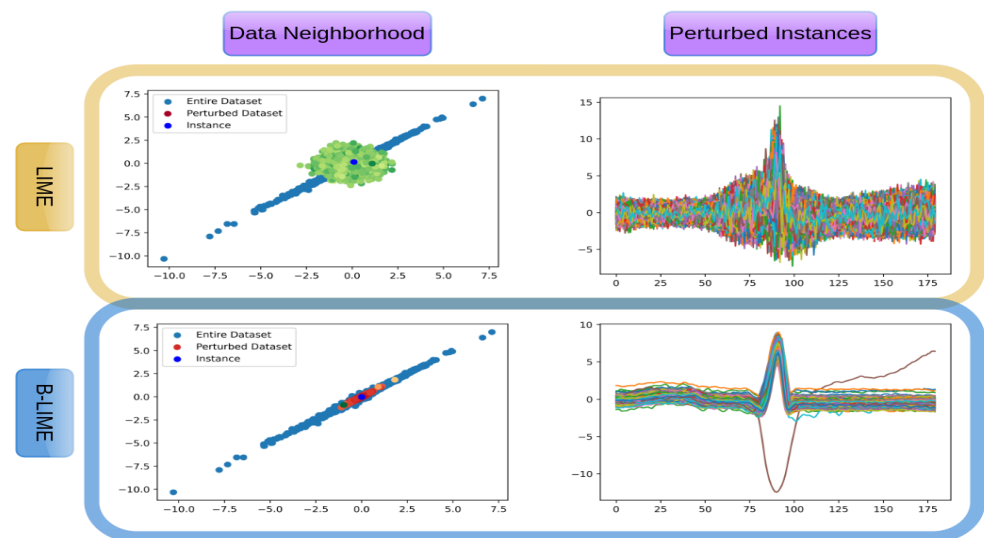 Data Neighborhood
Perturbed Instances
LIME
7.5
5.0
2.5
0.0
−2.5
−5.0
−7.5
−10.0
Entire Dataset
Perturbed Dataset
Instance
−10.0 −7.5 −5.0 −2.5 0.0 2.5 5.0 7.5
15
10
5
0
−5
0 25 50 75 100 125 150 175
B-LIME
7.5
5.0
2.5
0.0
−2.5
−5.0
−7.5
−10.0
Entire Dataset
Perturbed Dataset
Instance
−10.0 −7.5 −5.0 −2.5 0.0 2.5 5.0 7.5
10
5
0
−5
−10
0 25 50 75 100 125 150 175